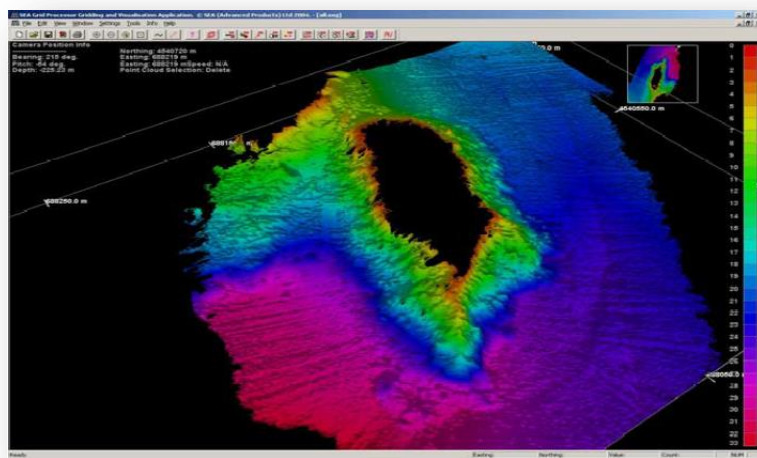 SEA Grid Processor Gridding and Visualisation Application. © SEA (Advanced Products) Ltd 2004. - [all.snq]
File Edit View Window Settings Tools Info Help
Camera Position Info
Bearing: 215 deg.
Pitch: -64 deg.
Depth: -225.23 m
Northing: 4540720 m
Easting: 688219 m
Easting: 688219 mSpeed: N/A
Point Cloud Selection: Delete
4540550.0 m
688250.0 m
0
1
2
3
4
5
6
7
8
9
10
11
12
13
14
15
16
17
18
19
20
21
22
23
24
25
26
27
28
29
30
31
32
33
Ready
Easting:
Northing:
Value:
Count:
NUM